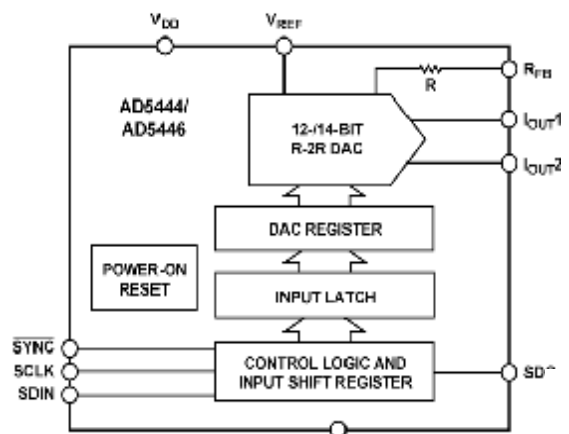 VDD
VREF
RFB
R
AD5444/
AD5446
12-/14-BIT
R-2R DAC
IOUT1
IOUT2
DAC REGISTER
POWER-ON
RESET
INPUT LATCH
SYNC
SCLK
SDIN
CONTROL LOGIC AND
INPUT SHIFT REGISTER